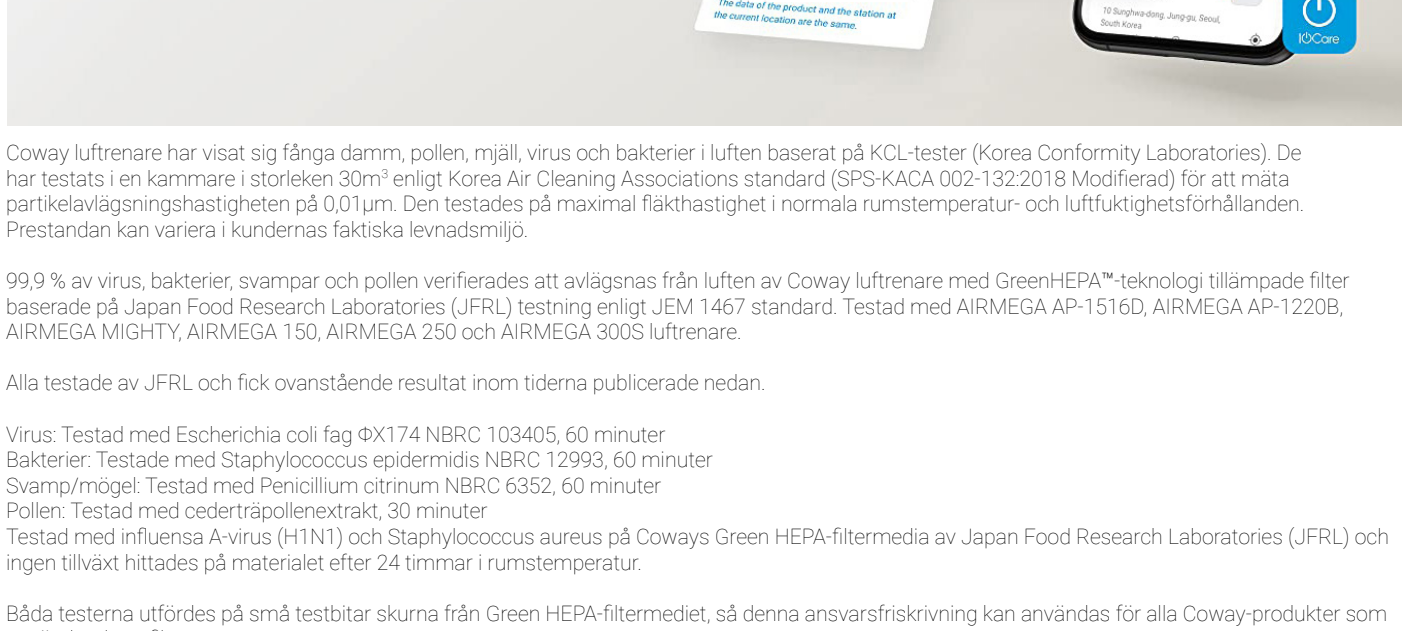 The data of the product and the station at
the current location are the same.
10 Sunghwa-dong, Jung-gu, Seoul,
South Korea
IOCare
Coway luftrenare har visat sig fånga damm, pollen, mjäll, virus och bakterier i luften baserat på KCL-tester (Korea Conformity Laboratories). De
har testats i en kammare i storleken 30m³ enligt Korea Air Cleaning Associations standard (SPS-KACA 002-132:2018 Modifierad) för att mäta
partikelavlägsningshastigheten på 0,01µm. Den testades på maximal fläkthastighet i normala rumstemperatur- och luftfuktighetsförhållanden.
Prestandan kan variera i kundernas faktiska levnadsmiljö.
99,9 % av virus, bakterier, svampar och pollen verifierades att avlägsnas från luften av Coway luftrenare med GreenHEPA™-teknologi tillämpade filter
baserade på Japan Food Research Laboratories (JFRL) testning enligt JEM 1467 standard. Testad med AIRMEGA AP-1516D, AIRMEGA AP-1220B,
AIRMEGA MIGHTY, AIRMEGA 150, AIRMEGA 250 och AIRMEGA 300S luftrenare.
Alla testade av JFRL och fick ovanstående resultat inom tiderna publicerade nedan.
Virus: Testad med Escherichia coli fag ΦX174 NBRC 103405, 60 minuter
Bakterier: Testade med Staphylococcus epidermidis NBRC 12993, 60 minuter
Svamp/mögel: Testad med Penicillium citrinum NBRC 6352, 60 minuter
Pollen: Testad med cederträpollenextrakt, 30 minuter
Testad med influensa A-virus (H1N1) och Staphylococcus aureus på Coways Green HEPA-filtermedia av Japan Food Research Laboratories (JFRL) och
ingen tillväxt hittades på materialet efter 24 timmar i rumstemperatur.
Båda testerna utfördes på små testbitar skurna från Green HEPA-filtermediet, så denna ansvarsfriskrivning kan användas för alla Coway-produkter som